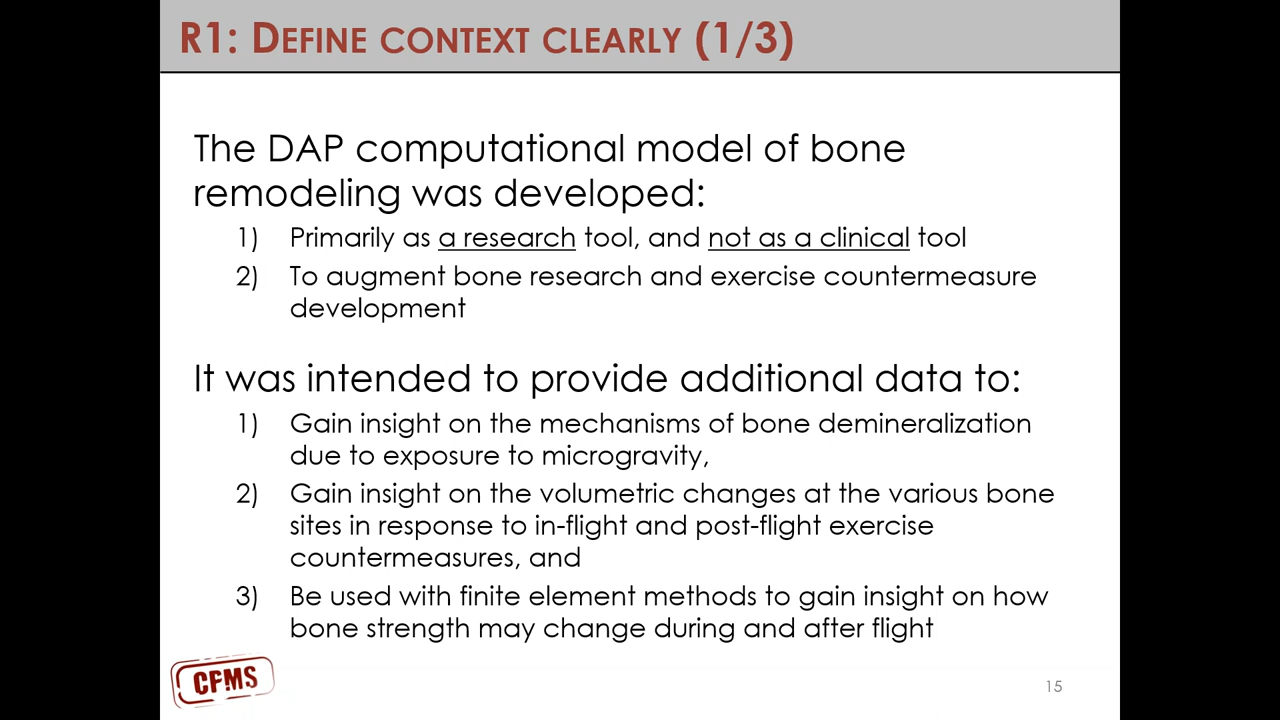 R1: DEFINE CONTEXT CLEARLY (1/3)
The DAP computational model of bone
remodeling was developed:
1) Primarily as a research tool, and not as a clinical tool
2) To augment bone research and exercise countermeasure
development
It was intended to provide additional data to:
1) Gain insight on the mechanisms of bone demineralization
due to exposure to microgravity,
2) Gain insight on the volumetric changes at the various bone
sites in response to in-flight and post-flight exercise
countermeasures, and
3) Be used with finite element methods to gain insight on how
bone strength may change during and after flight
CPMS
15